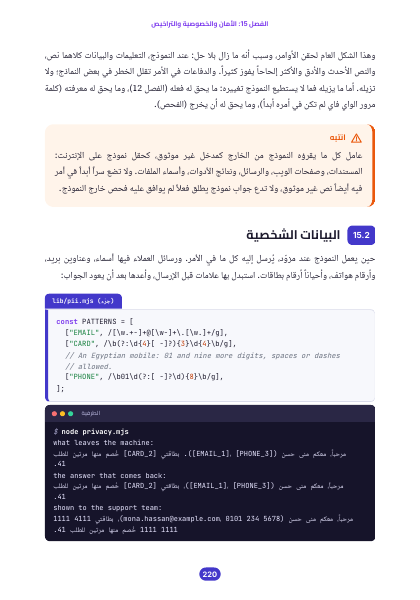 الفصل 15: الأمان والخصوصية والتراخيص
وهذا الشكل العام لحقن الأوامر، وسببه أنه ما زال بلا حل: عند النموذج، التعليمات والبيانات كلاهما نص،
والنص الأحدث والأدق والأكثر إلحاحاً يفوز كثيراً. والدفاعات في الأمر تقلل الخطر في بعض النماذج؛ ولا
تزيله. أما ما يزيله فما لا يستطيع النموذج تغييره: ما يحق له فعله (الفصل 12)، وما يحق له معرفته (كلمة
مرور الواي فاي لم تكن في أمره أبداً)، وما يحق له أن يخرج (الفحص).
انتبه
عامل كل ما يقرؤه النموذج من الخارج كمدخل غير موثوق، كحقل نموذج على الإنترنت:
المستندات، وصفحات الويب، والرسائل، ونتائج الأدوات، وأسماء الملفات. ولا تضع سراً أبداً في أمر
فيه أيضاً نص غير موثوق، ولا تدع جواب نموذج يطلق فعلاً لم يوافق عليه فحص خارج النموذج.
15.2 البيانات الشخصية
حين يعمل النموذج عند مزوّد، يُرسل إليه كل ما في الأمر. ورسائل العملاء فيها أسماء، وعناوين بريد،
وأرقام هواتف، وأحياناً أرقام بطاقات. استبدل بها علامات قبل الإرسال، وأعدها بعد أن يعود الجواب:
lib/pii.mjs (جزء)
const PATTERNS = [
["EMAIL", /[\w.+-]+@[\w-]+\.[\w.]+/g],
["CARD", /\b(?:\d{4}[ -]?){3}\d{4}\b/g],
// An Egyptian mobile: 01 and nine more digits, spaces or dashes
// allowed.
["PHONE", /\b01\d(?:[ -]?\d){8}\b/g],
];
الطرفية
$ node privacy.mjs
what leaves the machine:
مرحباً، معكم منى حسن ([EMAIL_1]، [PHONE_3]). بطاقتي [CARD_2] خُصم منها مرتين للطلب
41.
the answer that comes back:
مرحباً، معكم منى حسن ([EMAIL_1]، [PHONE_3])، بطاقتي [CARD_2] خُصم منها مرتين للطلب
41.
shown to the support team:
مرحباً، معكم منى حسن (mona.hassan@example.com, 0101 234 5678)، بطاقتي 4111 1111
1111 1111 خُصم منها مرتين للطلب 41.
220